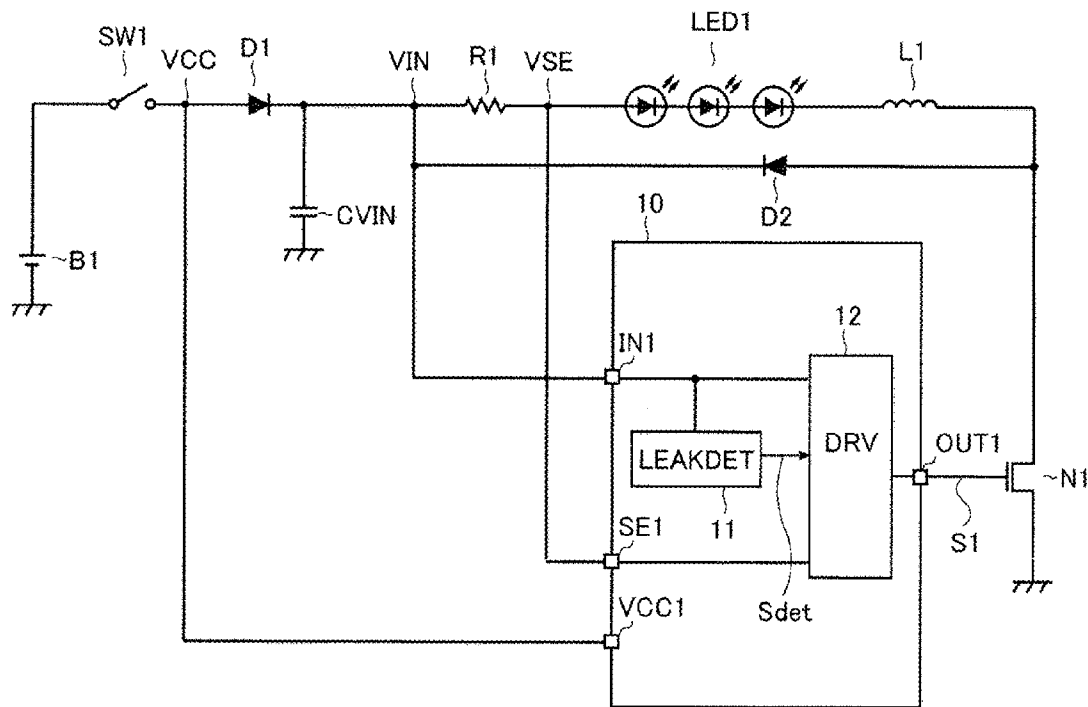 SW1
VCC
D1
VIN
R1
VSE
LED1
L1
CVIN
D2
B1
10
12
IN1
DRV
LEAKDET
OUT1
N1
11
S1
SE1
Sdet
VCC1